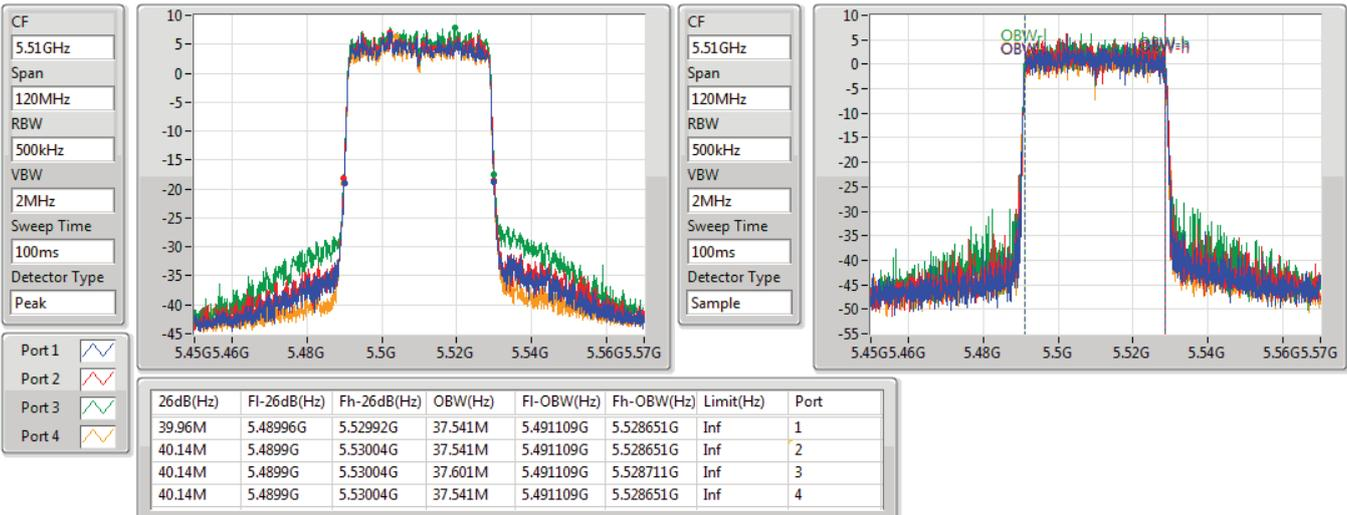 CF
5.51GHz
Span
120MHz
RBW
500kHz
VBW
2MHz
Sweep Time
100ms
Detector Type
Peak
Port 1
Port 2
Port 3
Port 4
10
5
0
-5
-10
-15
-20
-25
-30
-35
-40
-45
5.45G5.46G 5.48G 5.5G 5.52G 5.54G 5.56G5.57G
CF
5.51GHz
Span
120MHz
RBW
500kHz
VBW
2MHz
Sweep Time
100ms
Detector Type
Sample
10
5
0
-5
-10
-15
-20
-25
-30
-35
-40
-45
-50
-55
OBW-l
5.45G5.46G 5.48G 5.5G 5.52G 5.54G 5.56G5.57G
26dB(Hz) Fl-26dB(Hz) Fh-26dB(Hz) OBW(Hz) Fl-OBW(Hz) Fh-OBW(Hz) Limit(Hz) Port
39.96M 5.48996G 5.52992G 37.541M 5.491109G 5.528651G Inf 1
40.14M 5.4899G 5.53004G 37.541M 5.491109G 5.528651G Inf 2
40.14M 5.4899G 5.53004G 37.601M 5.491109G 5.528711G Inf 3
40.14M 5.4899G 5.53004G 37.541M 5.491109G 5.528651G Inf 4